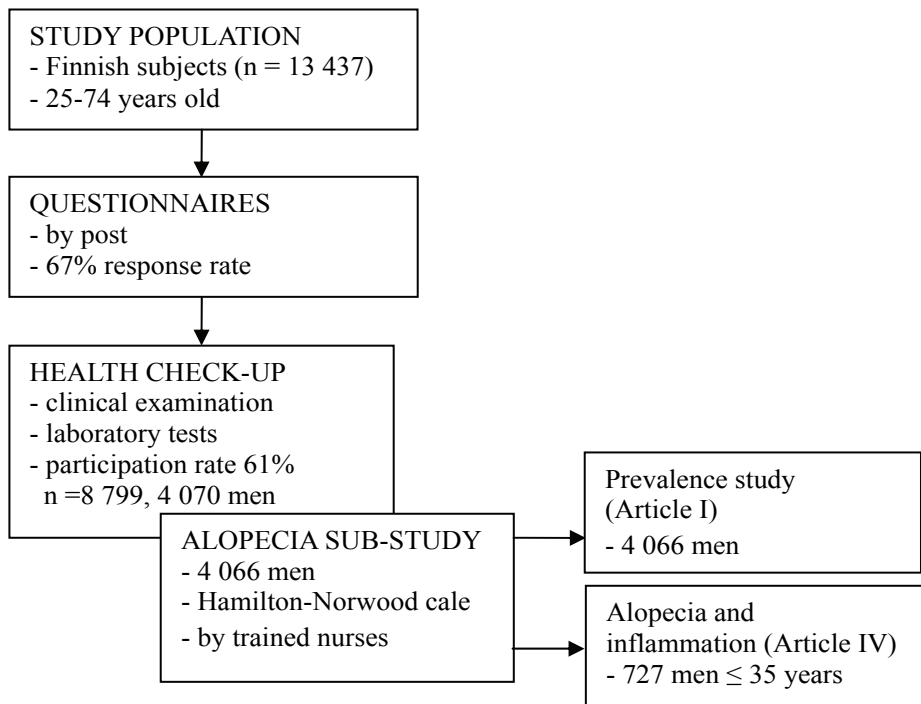 STUDY POPULATION
- Finnish subjects (n = 13 437)
- 25-74 years old
QUESTIONNAIRES
- by post
- 67% response rate
HEALTH CHECK-UP
- clinical examination
- laboratory tests
- participation rate 61%
n =8 799, 4 070 men
ALOPECIA SUB-STUDY
- 4 066 men
- Hamilton-Norwood cale
- by trained nurses
Prevalence study
(Article I)
- 4 066 men
Alopecia and
inflammation (Article IV)
- 727 men ≤ 35 years